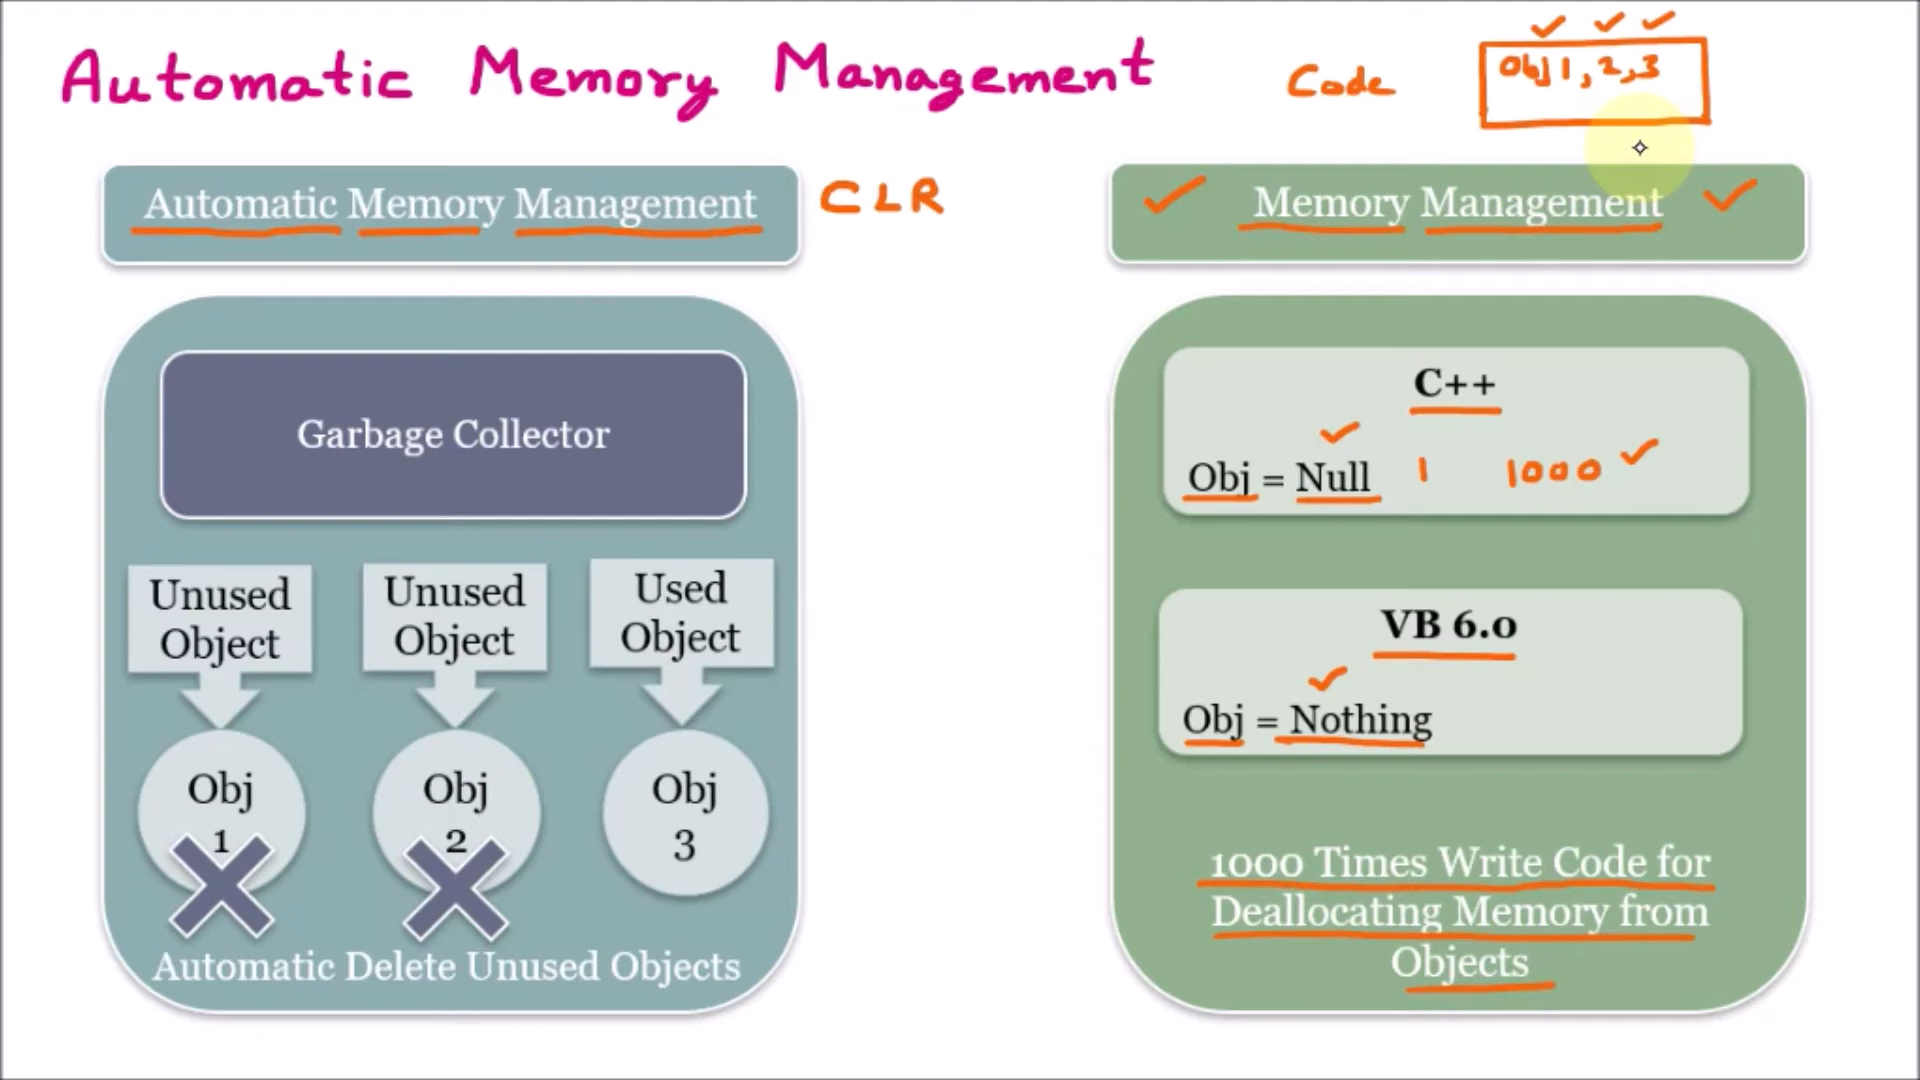 Automatic Memory Management
Code
Obj 1, 2, 3
Automatic Memory Management
CLR
Memory Management
Garbage Collector
Unused
Object
Unused
Object
Used
Object
Obj
1
Obj
2
Obj
3
Automatic Delete Unused Objects
C++
Obj = Null 1 1000
VB 6.0
Obj = Nothing
1000 Times Write Code for
Deallocating Memory from
Objects